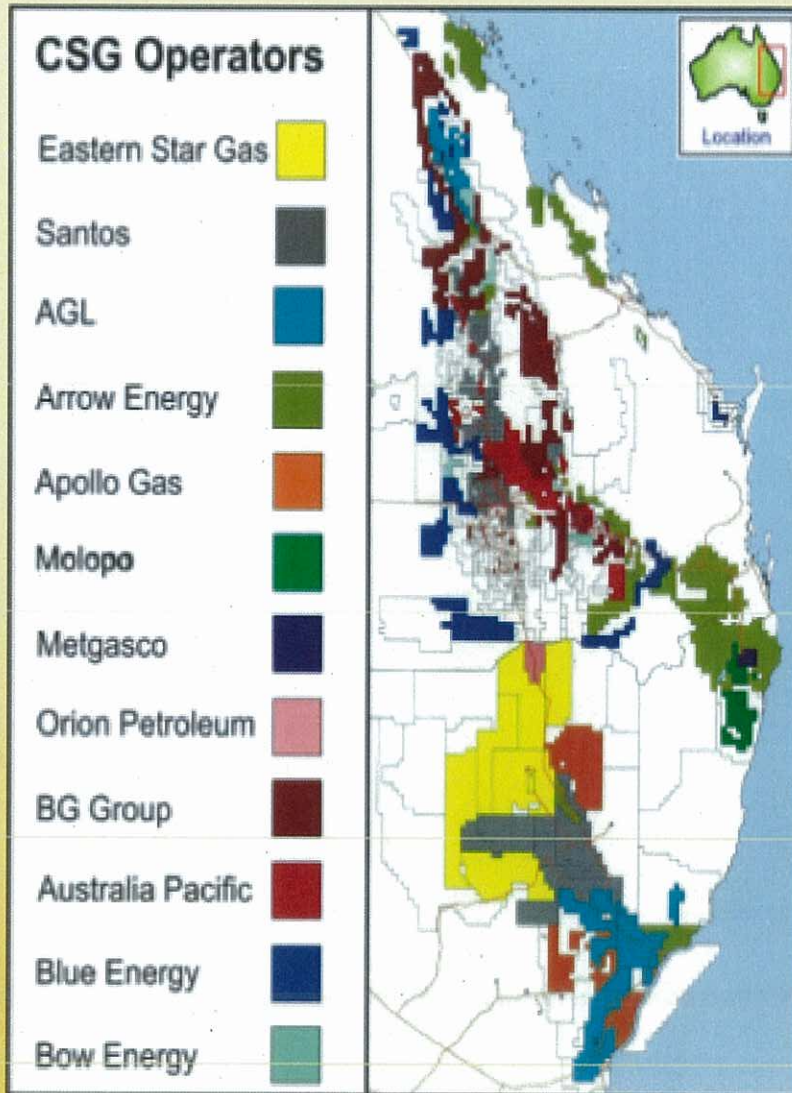 CSG Operators
Eastern Star Gas
Santos
AGL
Arrow Energy
Apollo Gas
Molopo
Metgasco
Orion Petroleum
BG Group
Australia Pacific
Blue Energy
Bow Energy
Location